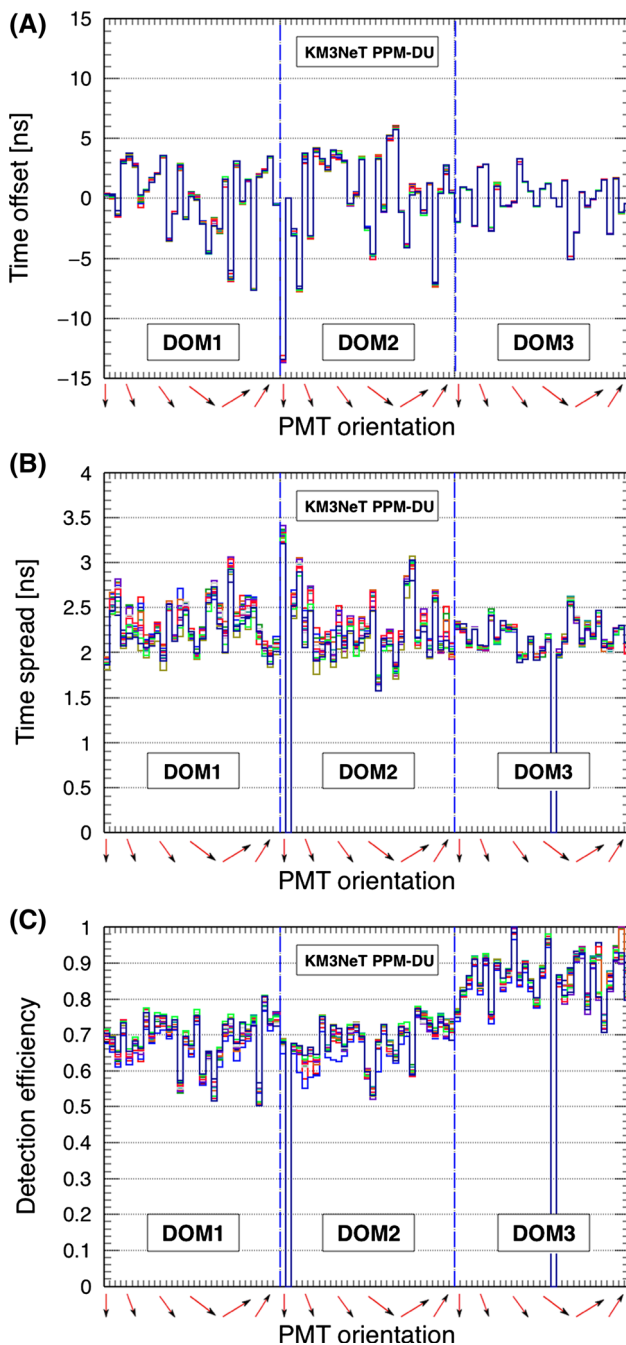 (A)
15
10
5
0
−5
−10
−15
Time offset [ns]
KM3NeT PPM-DU
DOM1
DOM2
DOM3
PMT orientation
(B)
4
3.5
3
2.5
2
1.5
1
0.5
0
Time spread [ns]
KM3NeT PPM-DU
DOM1
DOM2
DOM3
PMT orientation
(C)
1
0.9
0.8
0.7
0.6
0.5
0.4
0.3
0.2
0.1
0
Detection efficiency
KM3NeT PPM-DU
DOM1
DOM2
DOM3
PMT orientation